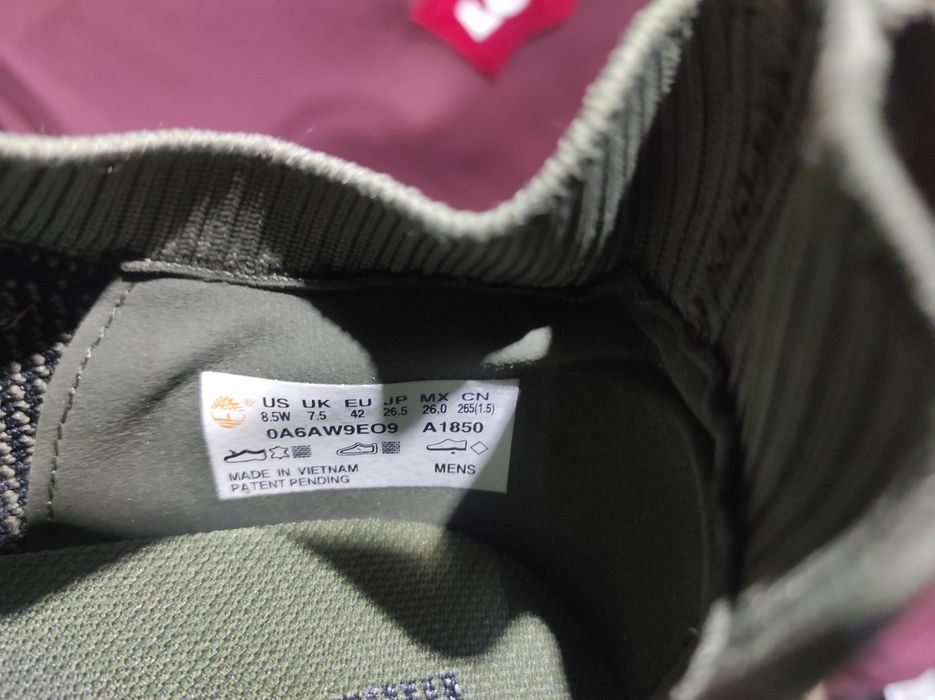 US UK EU JP MX CN
8.5W 7.5 42 26.5 26.0 265(1.5)
0A6AW9EO9 A1850
MADE IN VIETNAM MENS
PATENT PENDING